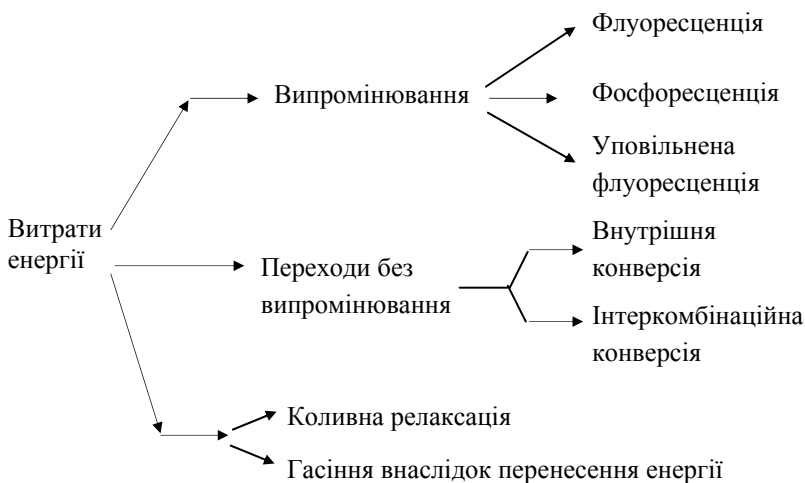 Флуоресценція
Випромінювання
Фосфоресценція
Уповільнена
флуоресценція
Витрати
енергії
Переходи без
випромінювання
Внутрішня
конверсія
Інтеркомбінаційна
конверсія
Коливна релаксація
Гасіння внаслідок перенесення енергії